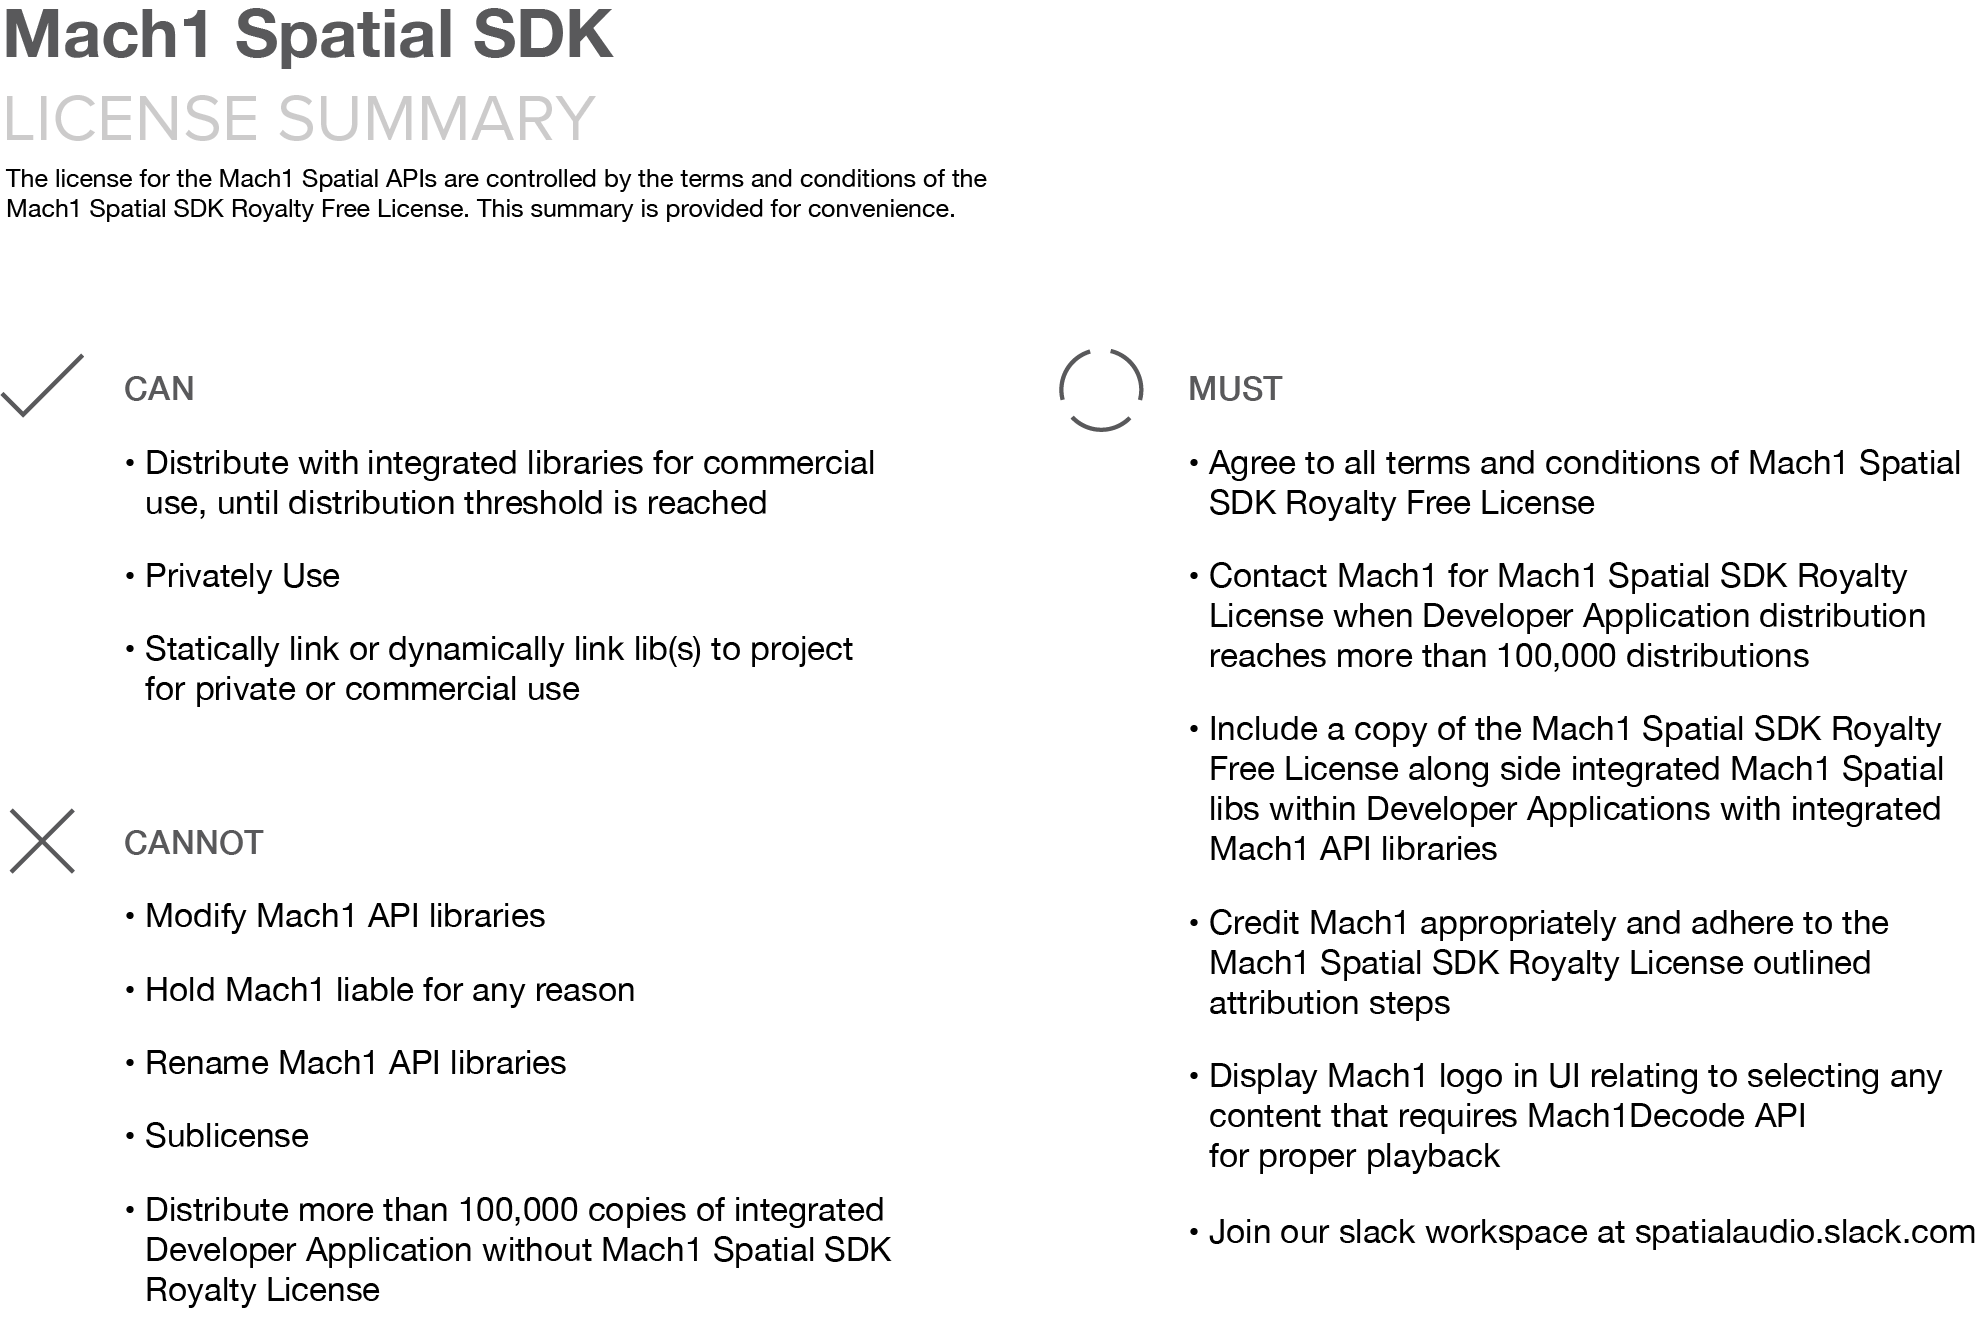 Mach1 Spatial SDK
LICENSE SUMMARY
The license for the Mach1 Spatial APIs are controlled by the terms and conditions of the
Mach1 Spatial SDK Royalty Free License. This summary is provided for convenience.
CAN
• Distribute with integrated libraries for commercial
use, until distribution threshold is reached
• Privately Use
• Statically link or dynamically link lib(s) to project
for private or commercial use
CANNOT
• Modify Mach1 API libraries
• Hold Mach1 liable for any reason
• Rename Mach1 API libraries
• Sublicense
• Distribute more than 100,000 copies of integrated
Developer Application without Mach1 Spatial SDK
Royalty License
MUST
• Agree to all terms and conditions of Mach1 Spatial
SDK Royalty Free License
• Contact Mach1 for Mach1 Spatial SDK Royalty
License when Developer Application distribution
reaches more than 100,000 distributions
• Include a copy of the Mach1 Spatial SDK Royalty
Free License along side integrated Mach1 Spatial
libs within Developer Applications with integrated
Mach1 API libraries
• Credit Mach1 appropriately and adhere to the
Mach1 Spatial SDK Royalty License outlined
attribution steps
• Display Mach1 logo in UI relating to selecting any
content that requires Mach1Decode API
for proper playback
• Join our slack workspace at spatialaudio.slack.com